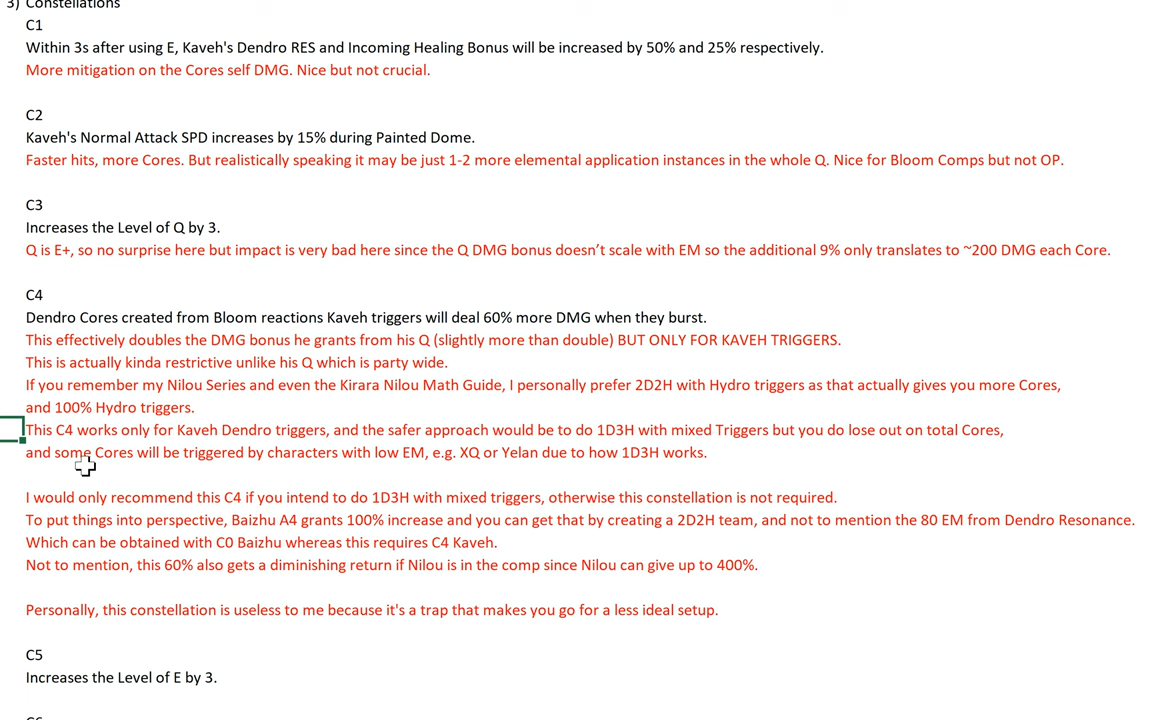 3) Constellations
C1
Within 3s after using E, Kaveh's Dendro RES and Incoming Healing Bonus will be increased by 50% and 25% respectively.
More mitigation on the Cores self DMG. Nice but not crucial.
C2
Kaveh's Normal Attack SPD increases by 15% during Painted Dome.
Faster hits, more Cores. But realistically speaking it may be just 1-2 more elemental application instances in the whole Q. Nice for Bloom Comps but not OP.
C3
Increases the Level of Q by 3.
Q is E+, so no surprise here but impact is very bad here since the Q DMG bonus doesn’t scale with EM so the additional 9% only translates to ~200 DMG each Core.
C4
Dendro Cores created from Bloom reactions Kaveh triggers will deal 60% more DMG when they burst.
This effectively doubles the DMG bonus he grants from his Q (slightly more than double) BUT ONLY FOR KAVEH TRIGGERS.
This is actually kinda restrictive unlike his Q which is party wide.
If you remember my Nilou Series and even the Kirara Nilou Math Guide, I personally prefer 2D2H with Hydro triggers as that actually gives you more Cores,
and 100% Hydro triggers.
This C4 works only for Kaveh Dendro triggers, and the safer approach would be to do 1D3H with mixed Triggers but you do lose out on total Cores,
and some Cores will be triggered by characters with low EM, e.g. XQ or Yelan due to how 1D3H works.
I would only recommend this C4 if you intend to do 1D3H with mixed triggers, otherwise this constellation is not required.
To put things into perspective, Baizhu A4 grants 100% increase and you can get that by creating a 2D2H team, and not to mention the 80 EM from Dendro Resonance.
Which can be obtained with C0 Baizhu whereas this requires C4 Kaveh.
Not to mention, this 60% also gets a diminishing return if Nilou is in the comp since Nilou can give up to 400%.
Personally, this constellation is useless to me because it's a trap that makes you go for a less ideal setup.
C5
Increases the Level of E by 3.